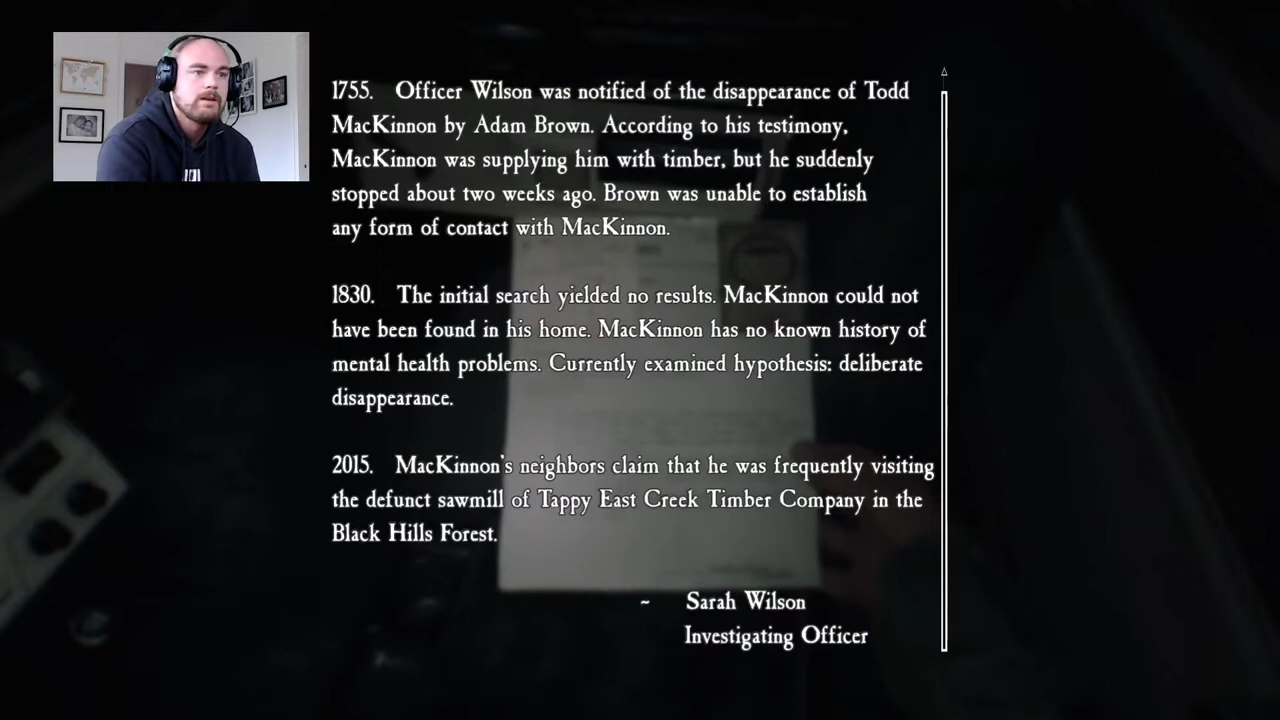 1755. Officer Wilson was notified of the disappearance of Todd
MacKinnon by Adam Brown. According to his testimony,
MacKinnon was supplying him with timber, but he suddenly
stopped about two weeks ago. Brown was unable to establish
any form of contact with MacKinnon.
1830. The initial search yielded no results. MacKinnon could not
have been found in his home. MacKinnon has no known history of
mental health problems. Currently examined hypothesis: deliberate
disappearance.
2015. MacKinnon's neighbors claim that he was frequently visiting
the defunct sawmill of Tappy East Creek Timber Company in the
Black Hills Forest.
~ Sarah Wilson
Investigating Officer